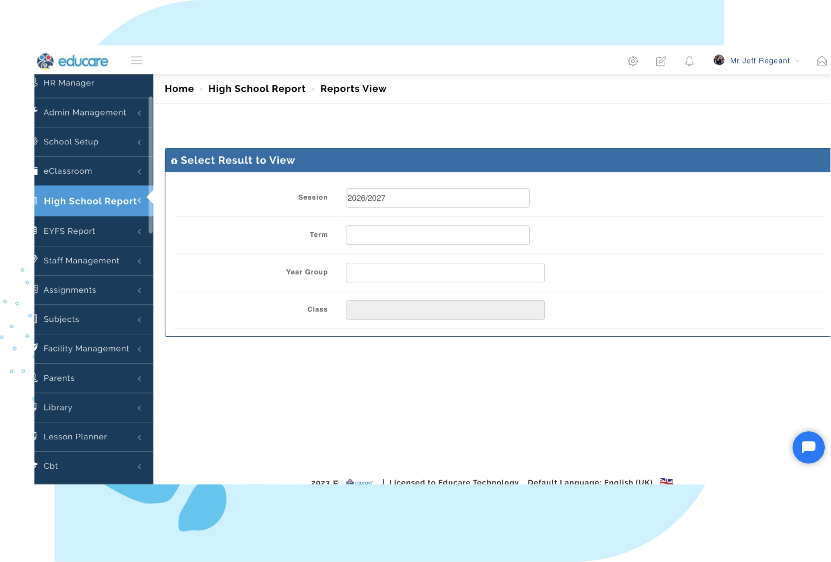 educare
Mr Jeff Regeant
HR Manager
Home High School Report Reports View
Admin Management
School Setup
eClassroom
High School Report
EYFS Report
Staff Management
Assignments
Subjects
Facility Management
Parents
Library
Lesson Planner
Cbt
Select Result to View
Session 2026/2027
Term
Year Group
Class
2023 © educare | Licensed to Educare Technology Default Language: English (UK)